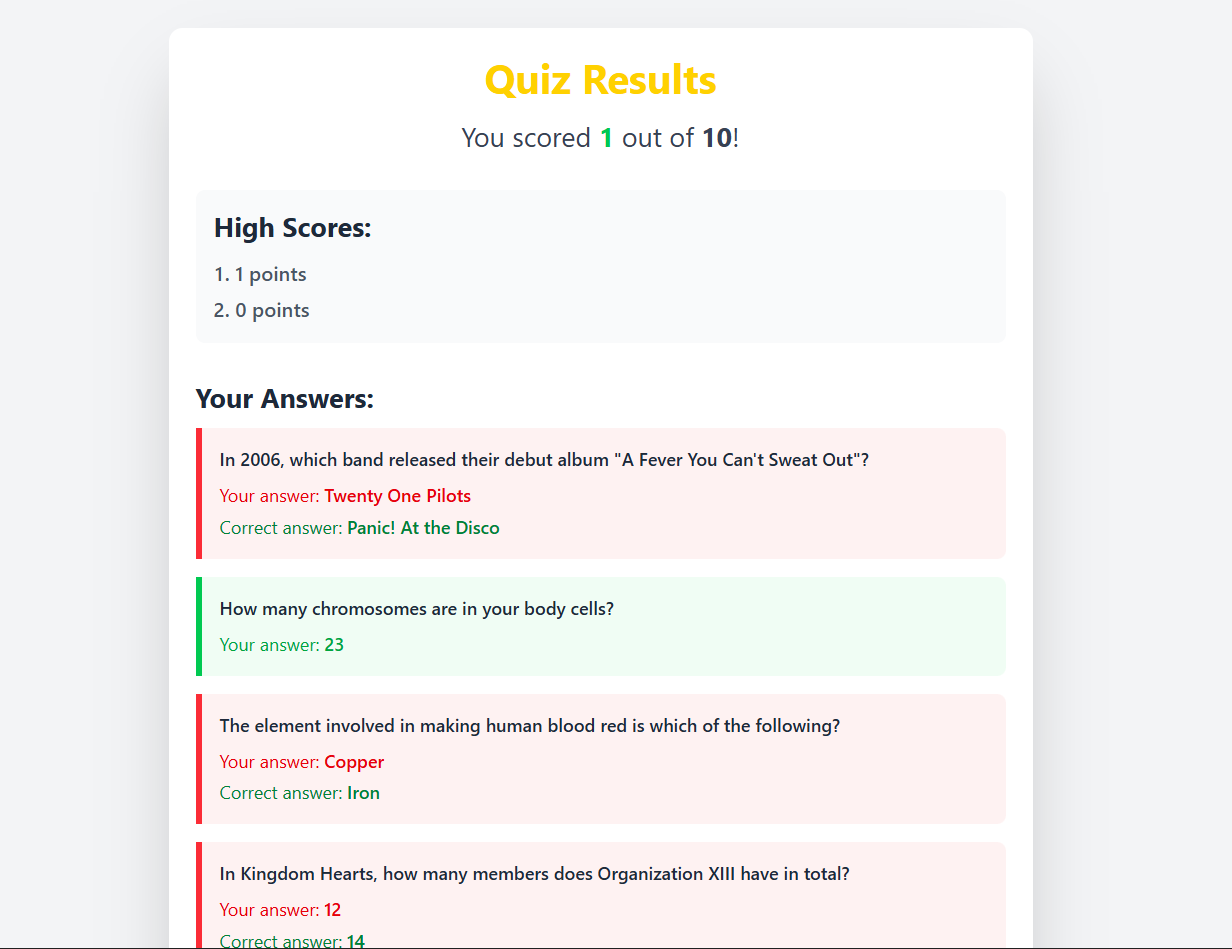 Quiz Results
You scored 1 out of 10!
High Scores:
1. 1 points
2. 0 points
Your Answers:
In 2006, which band released their debut album "A Fever You Can't Sweat Out"?
Your answer: Twenty One Pilots
Correct answer: Panic! At the Disco
How many chromosomes are in your body cells?
Your answer: 23
The element involved in making human blood red is which of the following?
Your answer: Copper
Correct answer: Iron
In Kingdom Hearts, how many members does Organization XIII have in total?
Your answer: 12
Correct answer: 14